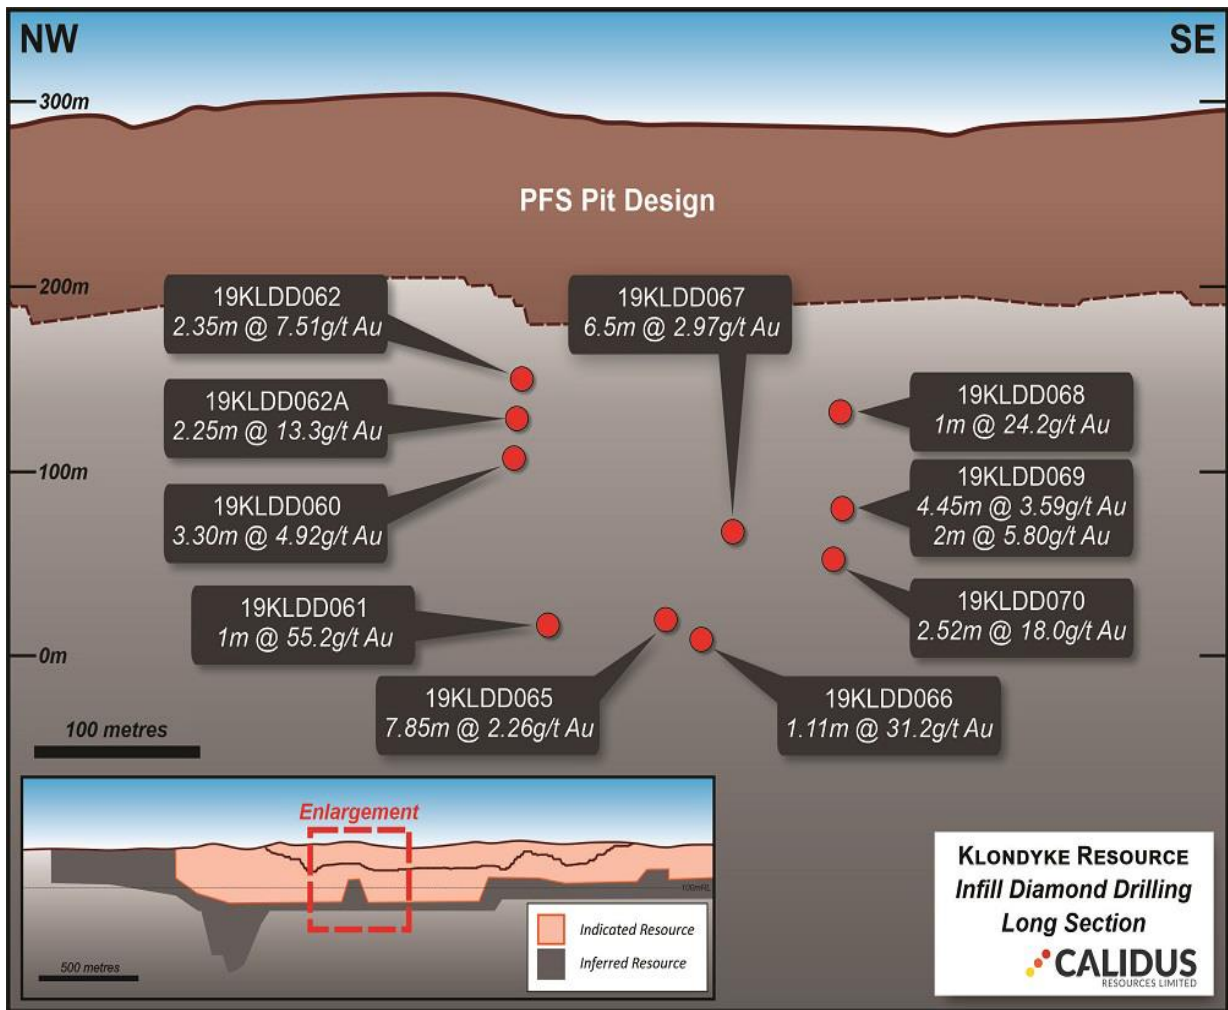 NW
SE
300m
PFS Pit Design
200m
19KLDD062
2.35m @ 7.51g/t Au
19KLDD067
6.5m @ 2.97g/t Au
19KLDD062A
2.25m @ 13.3g/t Au
19KLDD068
1m @ 24.2g/t Au
100m
19KLDD060
3.30m @ 4.92g/t Au
19KLDD069
4.45m @ 3.59g/t Au
2m @ 5.80g/t Au
19KLDD061
1m @ 55.2g/t Au
19KLDD070
2.52m @ 18.0g/t Au
0m
19KLDD065
7.85m @ 2.26g/t Au
19KLDD066
1.11m @ 31.2g/t Au
100 metres
Enlargement
100mRL
500 metres
Indicated Resource
Inferred Resource
KLONDYKE RESOURCE
Infill Diamond Drilling
Long Section
CALIDUS
RESOURCES LIMITED